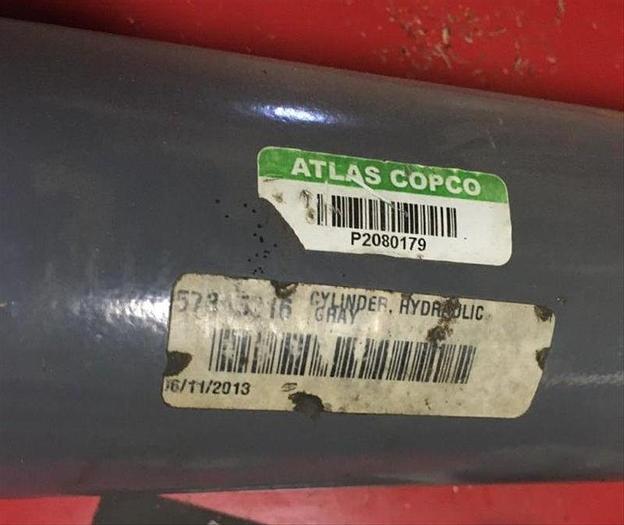 ATLAS COPCO
P2080179
CYLINDER, HYDRAULIC
GRAY
6/11/2013